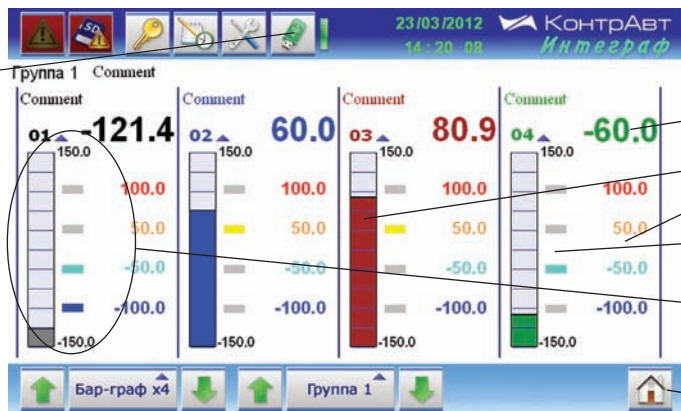 23/03/2012 КонтрАвт
14:20 08 Интеграф
SD
Группа 1 Comment
Comment Comment Comment Comment
01 -121.4 02 60.0 03 80.9 04 -60.0
150.0 150.0 150.0 150.0
100.0 100.0 100.0 100.0
50.0 50.0 50.0 50.0
-50.0 -50.0 -50.0 -50.0
-100.0 -100.0 -100.0 -100.0
-150.0 -150.0 -150.0 -150.0
Бар-граф x4 Группа 1